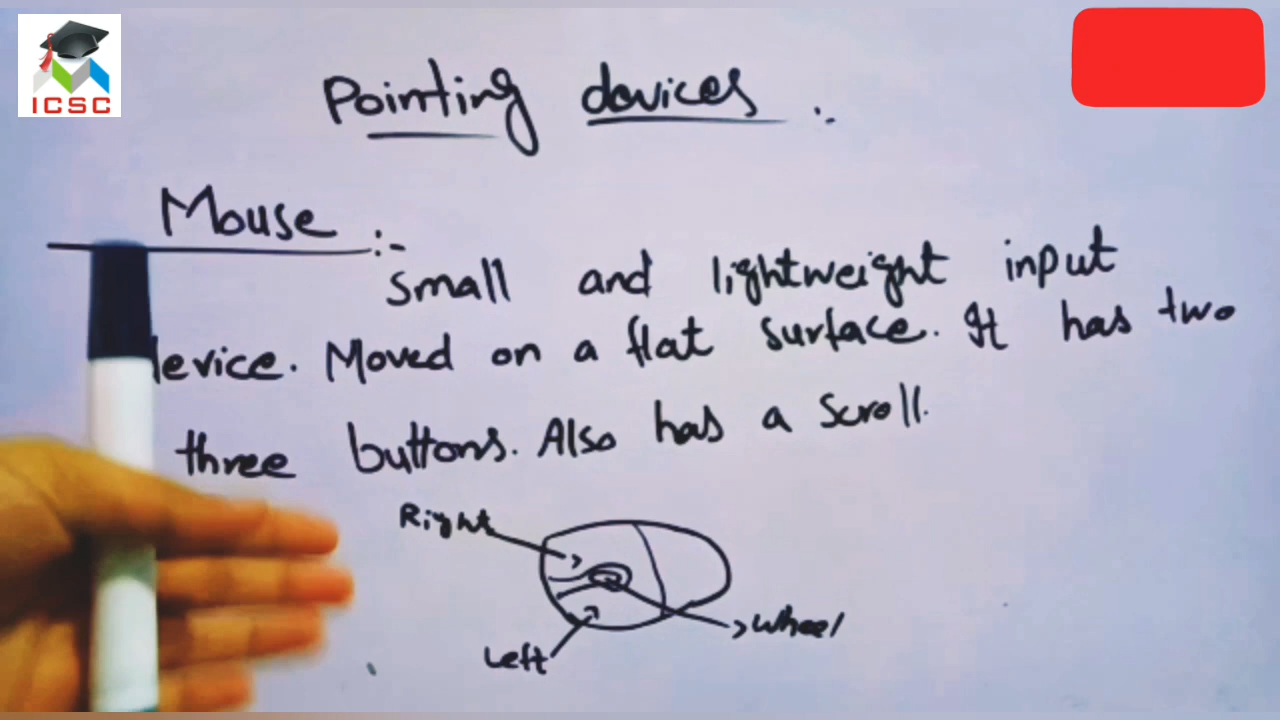 ICSC
Pointing devices :-
Mouse :-
Small and lightweight input
device. Moved on a flat surface. It has two
three buttons. Also has a Scroll.
Right
Wheel
Left